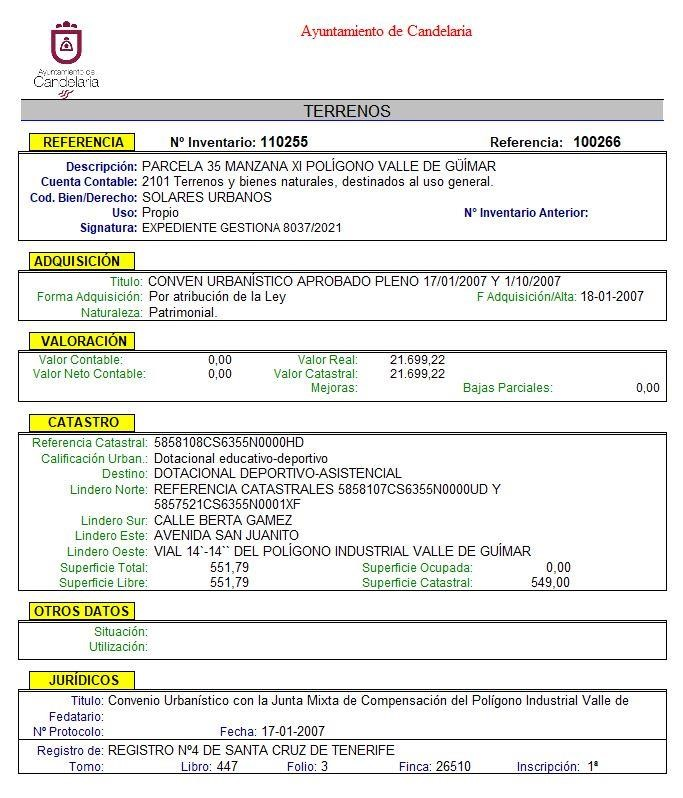 Ayuntamiento de Candelaria
Ayuntamiento de
Candelaria
TERRENOS
REFERENCIA Nº Inventario: 110255 Referencia: 100266
Descripción: PARCELA 35 MANZANA XI POLÍGONO VALLE DE GÜÍMAR
Cuenta Contable: 2101 Terrenos y bienes naturales, destinados al uso general.
Cod. Bien/Derecho: SOLARES URBANOS
Uso: Propio Nº Inventario Anterior:
Signatura: EXPEDIENTE GESTIONA 8037/2021
ADQUISICIÓN
Titulo: CONVEN URBANÍSTICO APROBADO PLENO 17/01/2007 Y 1/10/2007
Forma Adquisición: Por atribución de la Ley F Adquisición/Alta: 18-01-2007
Naturaleza: Patrimonial.
VALORACIÓN
Valor Contable: 0,00 Valor Real: 21.699,22
Valor Neto Contable: 0,00 Valor Catastral: 21.699,22
Mejoras: Bajas Parciales: 0,00
CATASTRO
Referencia Catastral: 5858108CS6355N0000HD
Calificación Urban.: Dotacional educativo-deportivo
Destino: DOTACIONAL DEPORTIVO-ASISTENCIAL
Lindero Norte: REFERENCIA CATASTRALES 5858107CS6355N0000UD Y
5857521CS6355N0001XF
Lindero Sur: CALLE BERTA GAMEZ
Lindero Este: AVENIDA SAN JUANITO
Lindero Oeste: VIAL 14`-14`` DEL POLÍGONO INDUSTRIAL VALLE DE GUÍMAR
Superficie Total: 551,79 Superficie Ocupada: 0,00
Superficie Libre: 551,79 Superficie Catastral: 549,00
OTROS DATOS
Situación:
Utilización:
JURÍDICOS
Titulo: Convenio Urbanístico con la Junta Mixta de Compensación del Polígono Industrial Valle de
Fedatario:
Nº Protocolo: Fecha: 17-01-2007
Registro de: REGISTRO Nº4 DE SANTA CRUZ DE TENERIFE
Tomo: Libro: 447 Folio: 3 Finca: 26510 Inscripción: 1ª